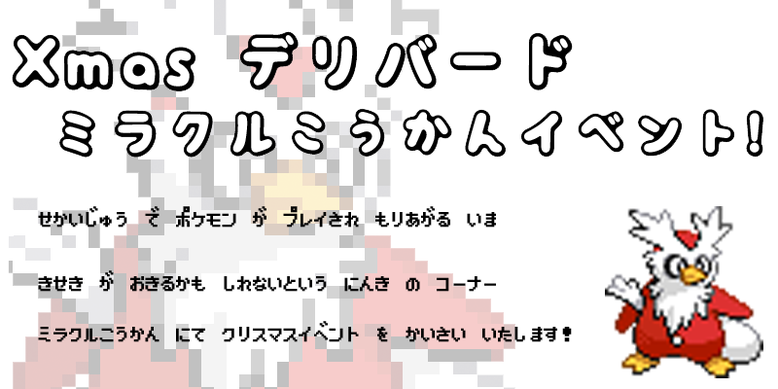 Xmas デリバード
ミラクルこうかんイベント!
せかいじゅう で ポケモン が プレイされ もりあがる いま
きせき が おきるかも しれないという にんき の コーナー
ミラクルこうかん にて クリスマスイベント を かいさい いたします!